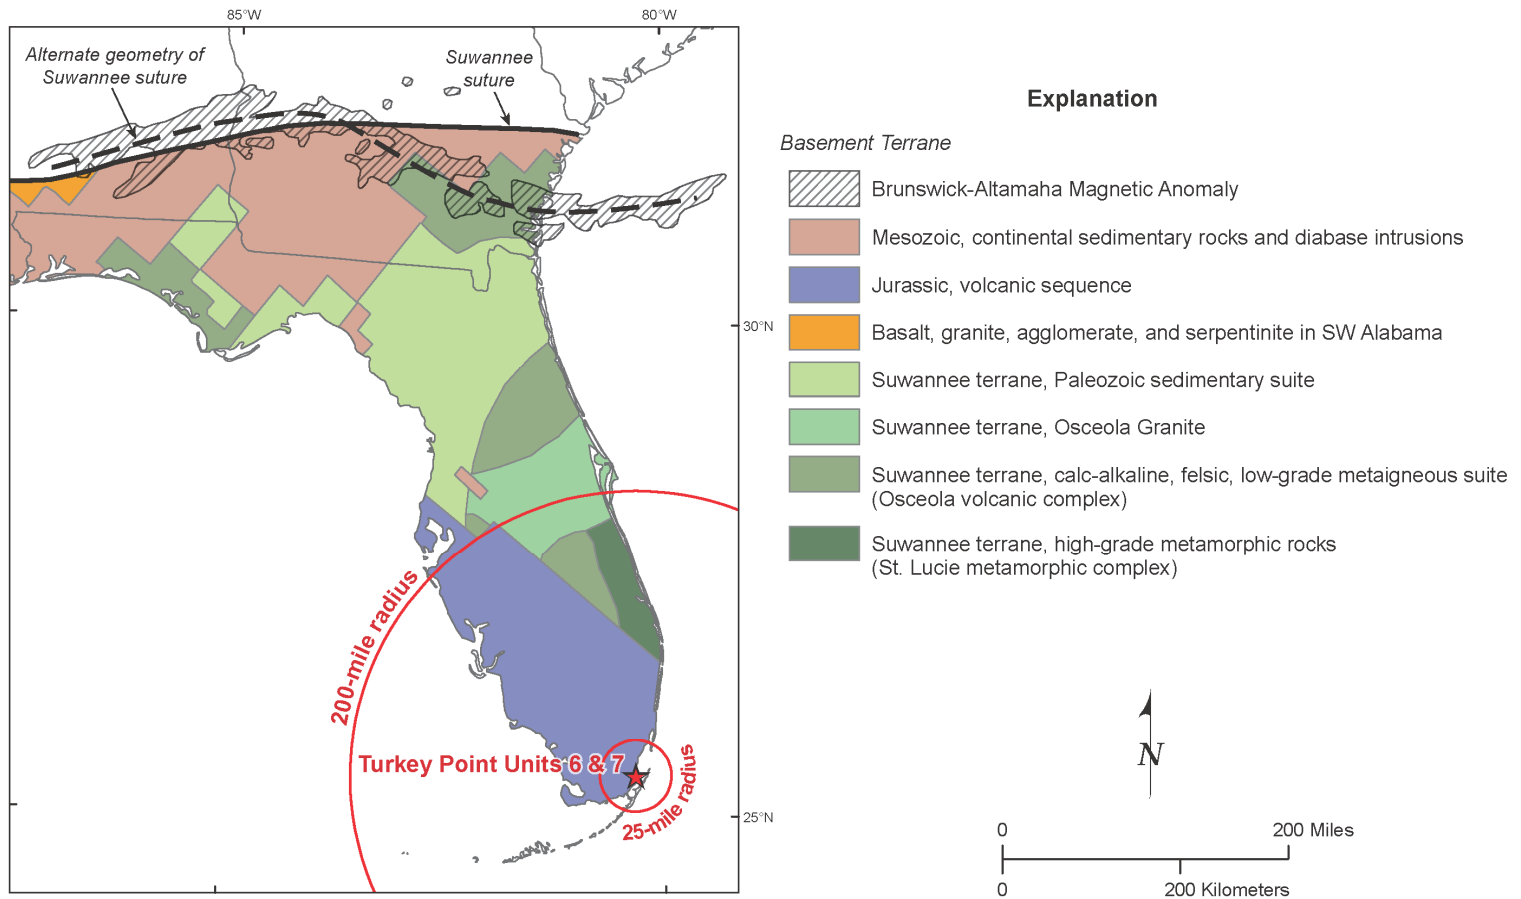 85°W
80°W
Alternate geometry of
Suwannee suture
Suwannee
suture
30°N
25°N
200-mile radius
Turkey Point Units 6 & 7
25-mile radius
Explanation
Basement Terrane
Brunswick-Altamaha Magnetic Anomaly
Mesozoic, continental sedimentary rocks and diabase intrusions
Jurassic, volcanic sequence
Basalt, granite, agglomerate, and serpentinite in SW Alabama
Suwannee terrane, Paleozoic sedimentary suite
Suwannee terrane, Osceola Granite
Suwannee terrane, calc-alkaline, felsic, low-grade metaigneous suite
(Osceola volcanic complex)
Suwannee terrane, high-grade metamorphic rocks
(St. Lucie metamorphic complex)
N
0 200 Miles
0 200 Kilometers